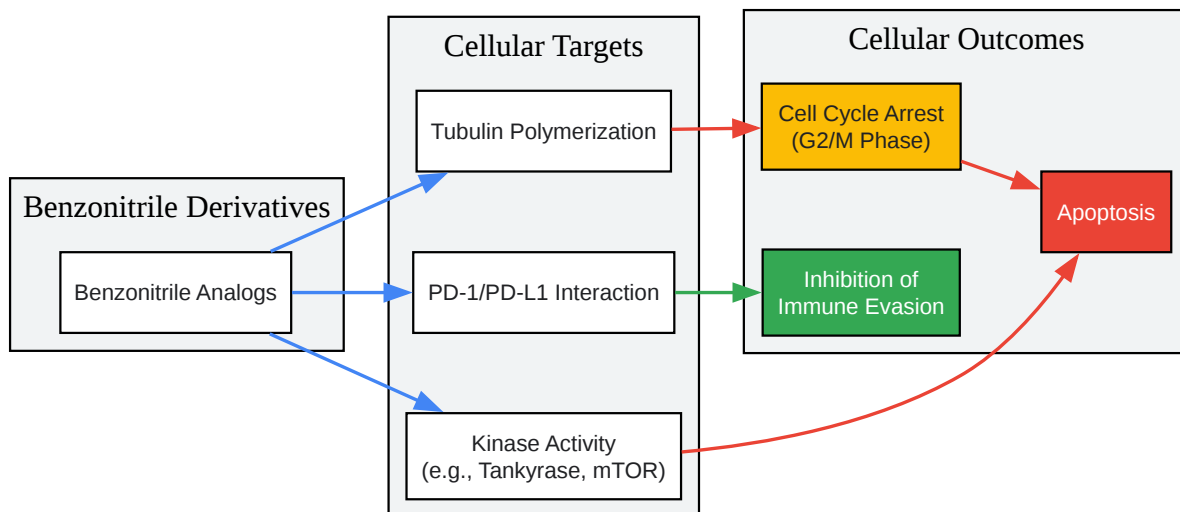 Benzonitrile Derivatives
Benzonitrile Analogs
Cellular Targets
Tubulin Polymerization
PD-1/PD-L1 Interaction
Kinase Activity
(e.g., Tankyrase, mTOR)
Cellular Outcomes
Cell Cycle Arrest
(G2/M Phase)
Apoptosis
Inhibition of
Immune Evasion